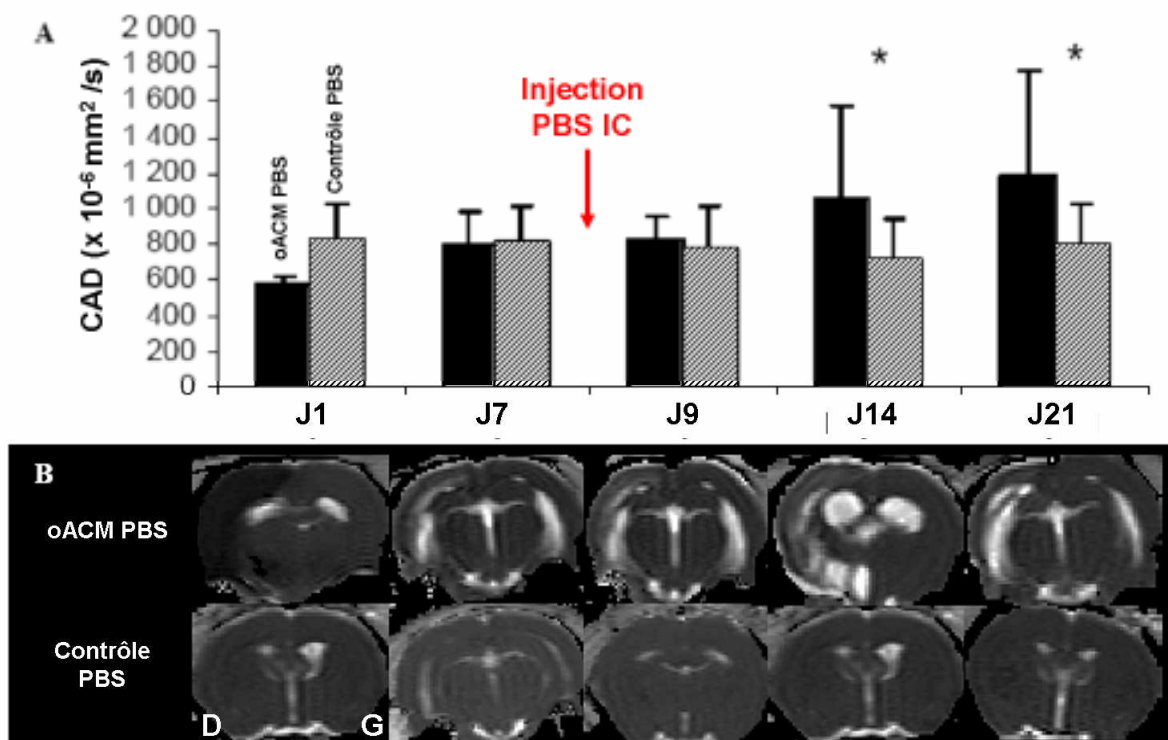 A
CAD (x 10⁻⁶ mm² /s)
2 000
1 800
1 600
1 400
1 200
1 000
800
600
400
200
0
oACM PBS
Contrôle PBS
Injection
PBS IC
*
*
J1
J7
J9
J14
J21
B
oACM PBS
Contrôle
PBS
D
G